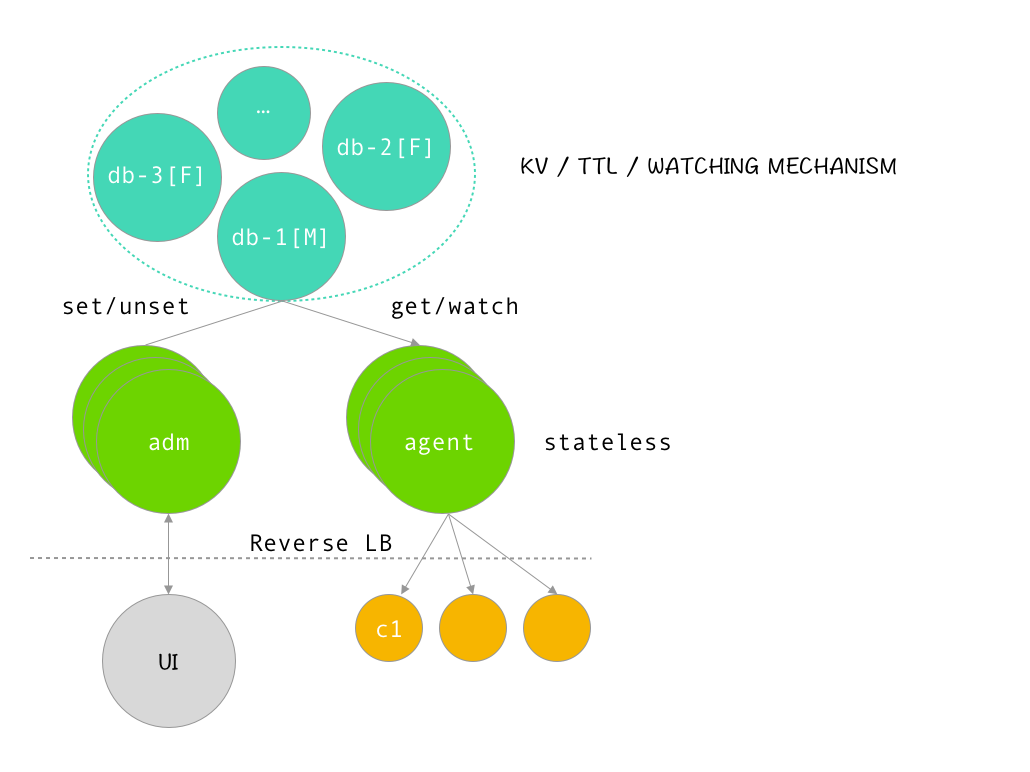 ...
db-2[F]
db-3[F]
KV / TTL / WATCHING MECHANISM
db-1[M]
set/unset
get/watch
adm
agent
stateless
Reverse LB
c1
UI